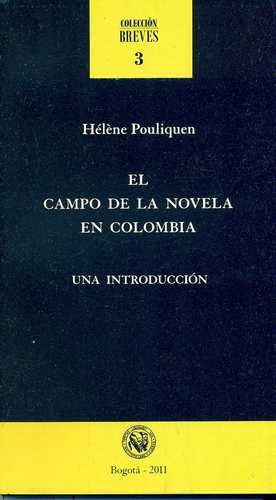 COLECCIÓN
BREVES
3
Hélène Pouliquen
EL
CAMPO DE LA NOVELA
EN COLOMBIA
UNA INTRODUCCIÓN
Bogotá - 2011